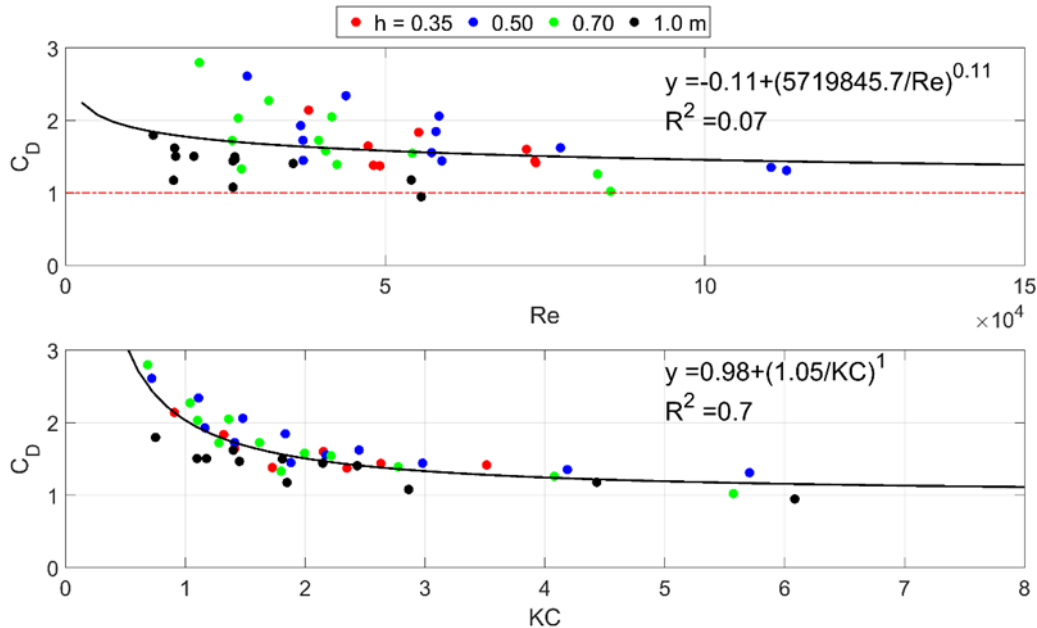 h = 0.35 0.50 0.70 1.0 m
3
2
1
0
C_D
y =-0.11+(5719845.7/Re)^0.11
R^2 =0.07
0 5 10 15
×10^4
Re
3
2
1
0
C_D
y =0.98+(1.05/KC)^1
R^2 =0.7
0 1 2 3 4 5 6 7 8
KC